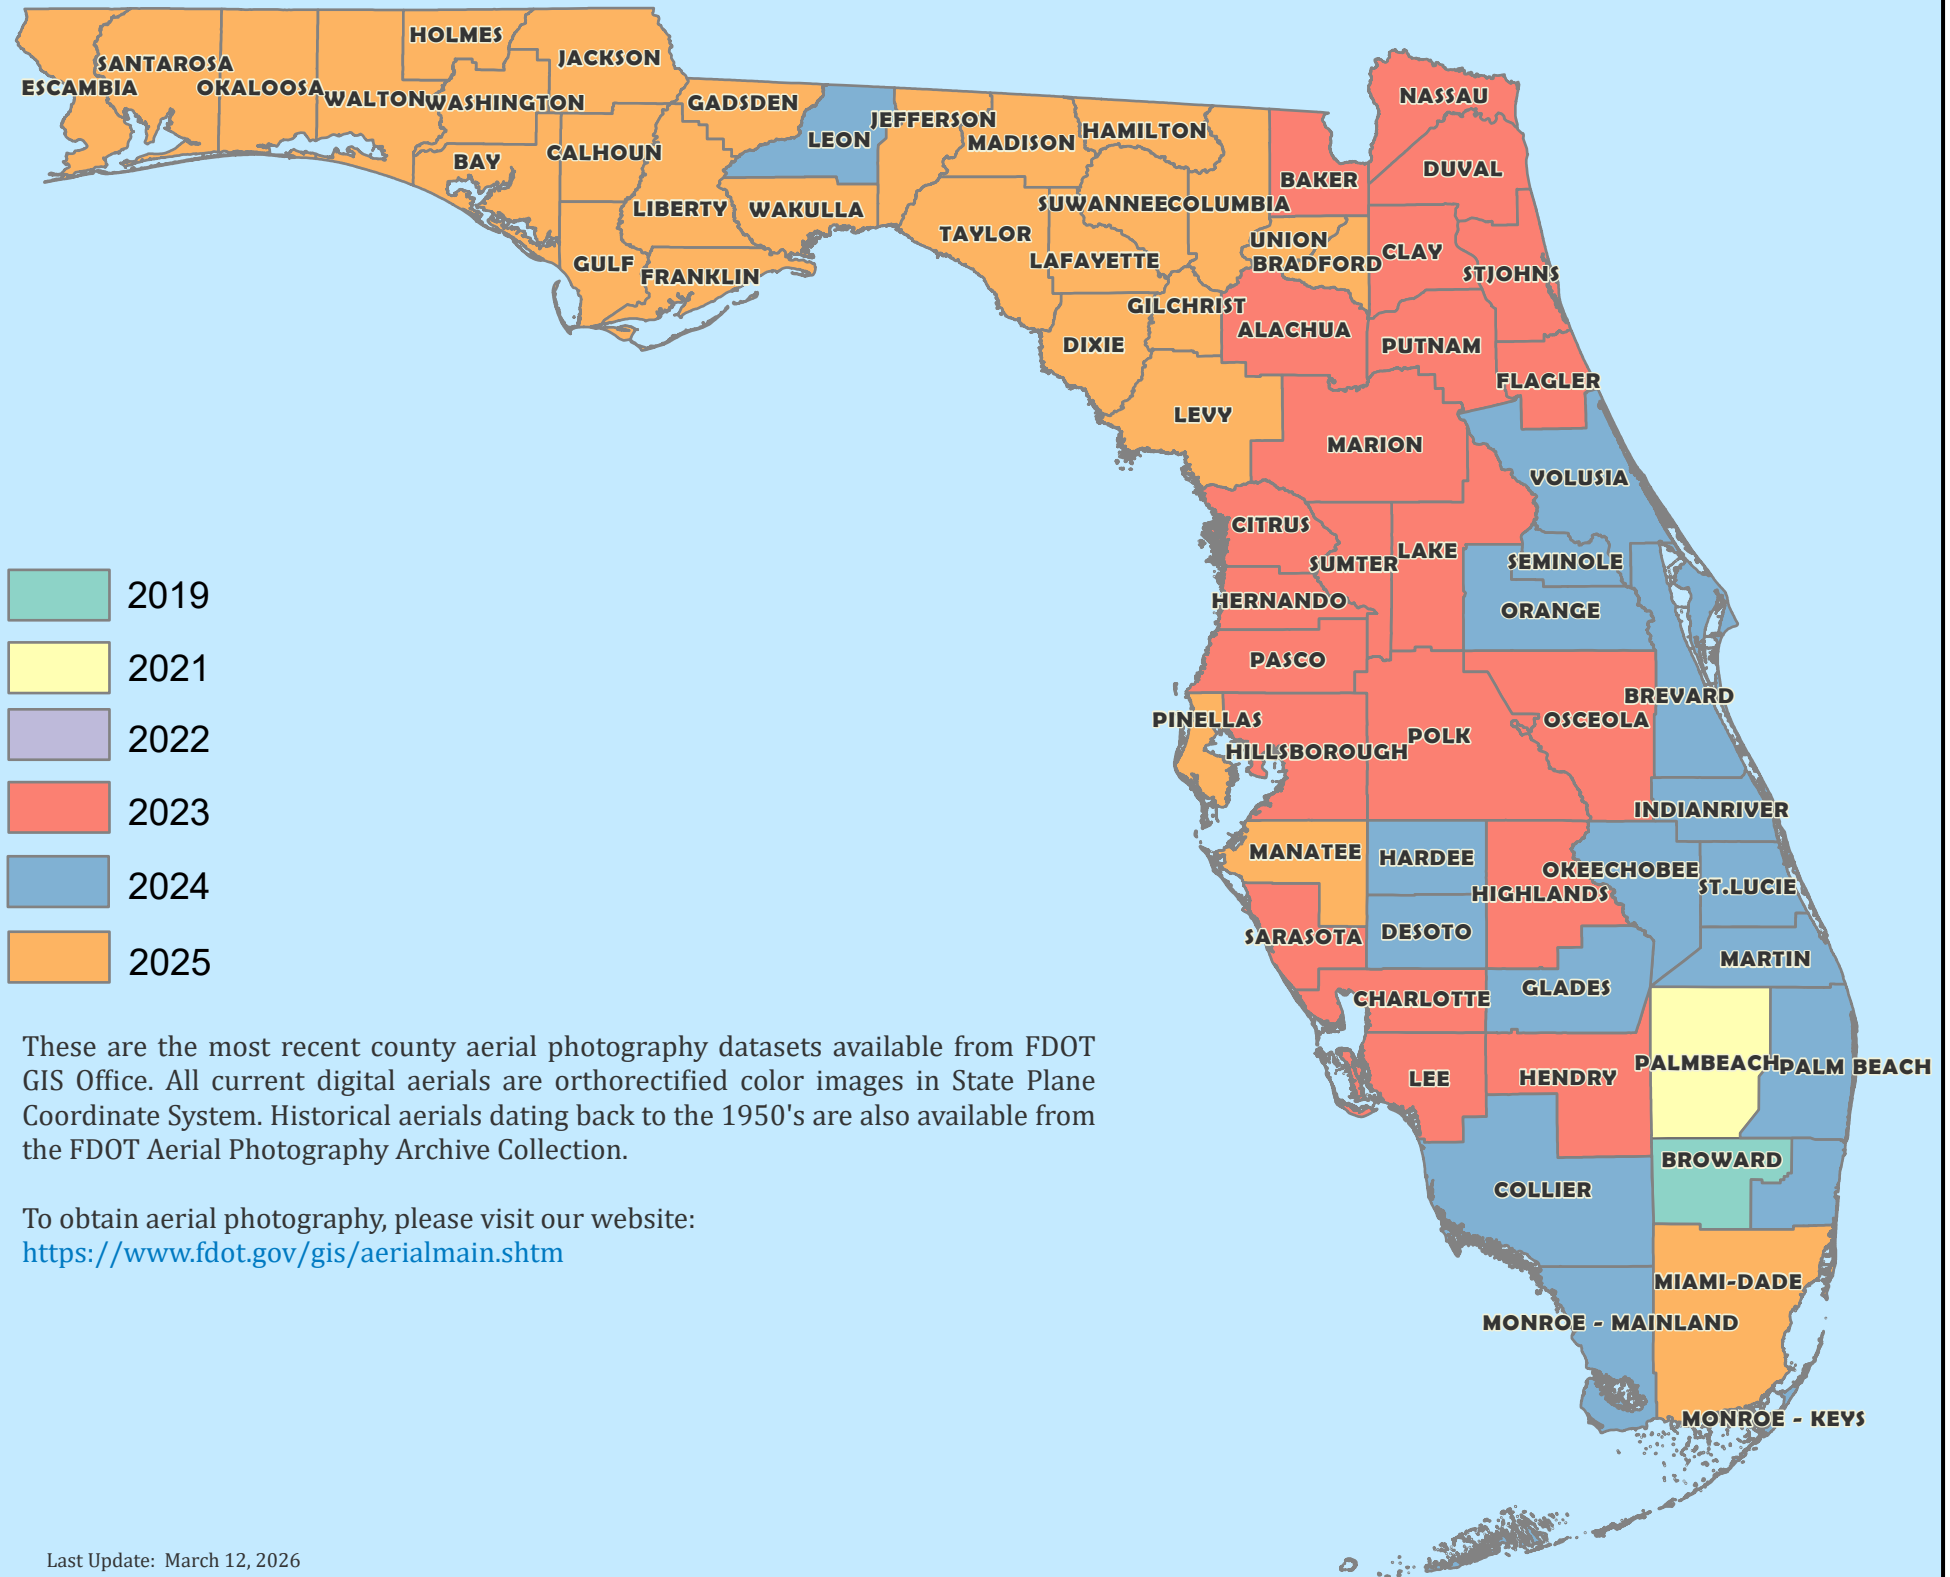 HOLMES
JACKSON
SANTAROSA
ESCAMBIA
OKALOOSA
WALTON
WASHINGTON
GADSDEN
JEFFERSON
LEON
MADISON
HAMILTON
NASSAU
BAY
CALHOUN
DUVAL
BAKER
LIBERTY
WAKULLA
SUWANNEE
COLUMBIA
TAYLOR
UNION
CLAY
LAFAYETTE
BRADFORD
STJOHNS
GULF
FRANKLIN
GILCHRIST
ALACHUA
PUTNAM
DIXIE
FLAGLER
LEVY
MARION
VOLUSIA
CITRUS
LAKE
SUMTER
SEMINOLE
HERNANDO
ORANGE
PASCO
BREVARD
PINELLAS
OSCEOLA
POLK
HILLSBOROUGH
INDIANRIVER
MANATEE
HARDEE
OKEECHOBEE
ST.LUCIE
HIGHLANDS
SARASOTA
DESOTO
MARTIN
GLADES
CHARLOTTE
PALMBEACH
PALM BEACH
LEE
HENDRY
BROWARD
COLLIER
MIAMI-DADE
MONROE - MAINLAND
MONROE - KEYS
2019
2021
2022
2023
2024
2025
These are the most recent county aerial photography datasets available from FDOT
GIS Office. All current digital aerials are orthorectified color images in State Plane
Coordinate System. Historical aerials dating back to the 1950's are also available from
the FDOT Aerial Photography Archive Collection.
To obtain aerial photography, please visit our website:
https://www.fdot.gov/gis/aerialmain.shtm
Last Update: March 12, 2026